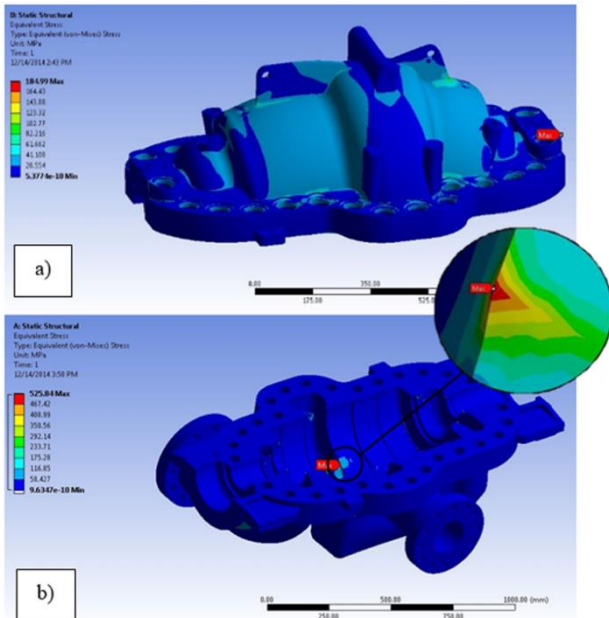 B: Static Structural
Equivalent Stress
Type: Equivalent (von-Mises) Stress
Unit: MPa
Time: 1
12/14/2014 2:43 PM
184.99 Max
164.43
143.88
123.32
102.77
82.216
61.662
41.108
20.554
5.3774e-10 Min
Max
a)
0.00
350.00
175.00
525.00
Max
A: Static Structural
Equivalent Stress
Type: Equivalent (von-Mises) Stress
Unit: MPa
Time: 1
12/14/2014 3:50 PM
525.84 Max
467.42
408.99
350.56
292.14
233.71
175.28
116.85
58.427
9.6347e-10 Min
Max
b)
0.00
500.00
1000.00 (mm)
250.00
750.00